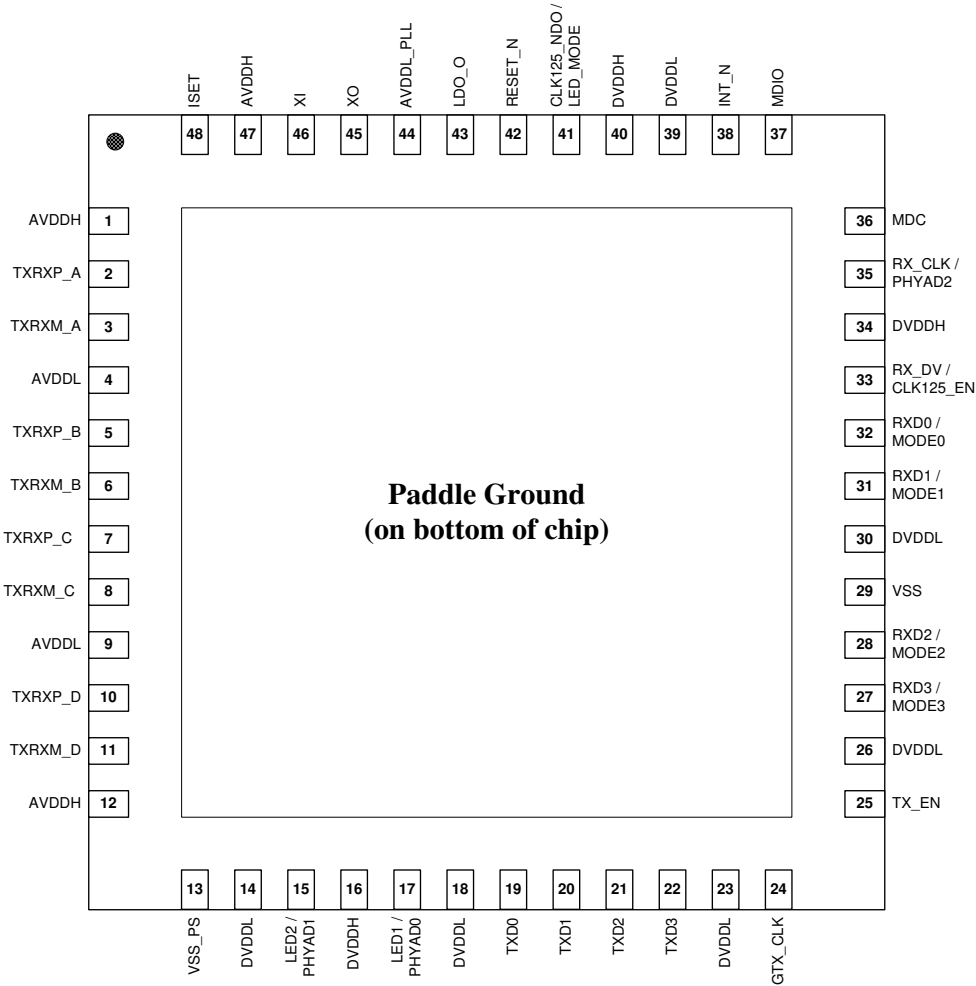 ISET
AVDDH
XI
XO
AVDDL_PLL
LDO_O
RESET_N
CLK125_NDO /
LED_MODE
DVDDH
DVDDL
INT_N
MDIO
48 47 46 45 44 43 42 41 40 39 38 37
AVDDH 1
TXRXP_A 2
TXRXM_A 3
AVDDL 4
TXRXP_B 5
TXRXM_B 6
TXRXP_C 7
TXRXM_C 8
AVDDL 9
TXRXP_D 10
TXRXM_D 11
AVDDH 12
Paddle Ground
(on bottom of chip)
36 MDC
35 RX_CLK /
PHYAD2
34 DVDDH
33 RX_DV /
CLK125_EN
32 RXD0 /
MODE0
31 RXD1 /
MODE1
30 DVDDL
29 VSS
28 RXD2 /
MODE2
27 RXD3 /
MODE3
26 DVDDL
25 TX_EN
13 14 15 16 17 18 19 20 21 22 23 24
VSS_PS
DVDDL
LED2 /
PHYAD1
DVDDH
LED1 /
PHYAD0
DVDDL
TXD0
TXD1
TXD2
TXD3
DVDDL
GTX_CLK